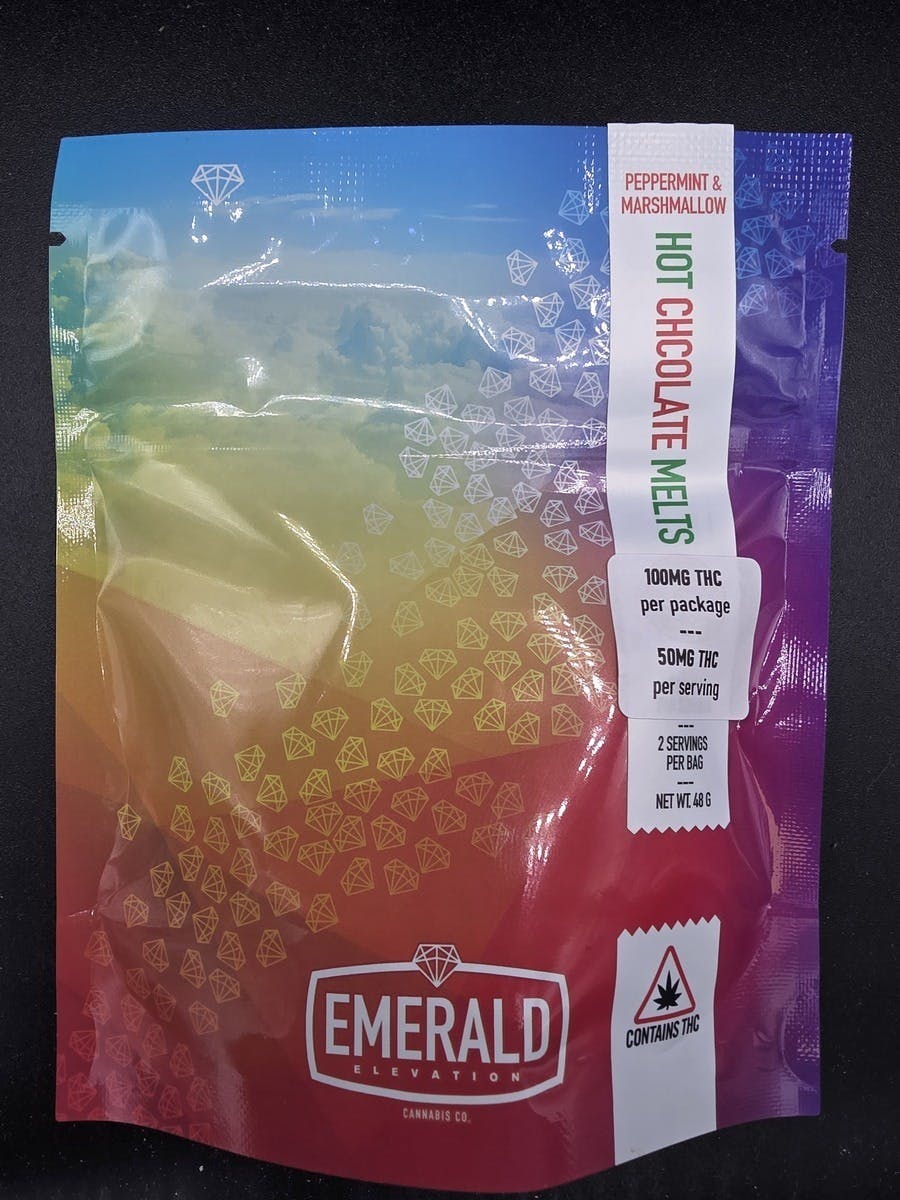 PEPPERMINT &
MARSHMALLOW
HOT CHCOLATE MELTS
100MG THC
per package
---
50MG THC
per serving
---
2 SERVINGS
PER BAG
---
NET WT. 48 G
CONTAINS THC
EMERALD
ELEVATION
CANNABIS CO.